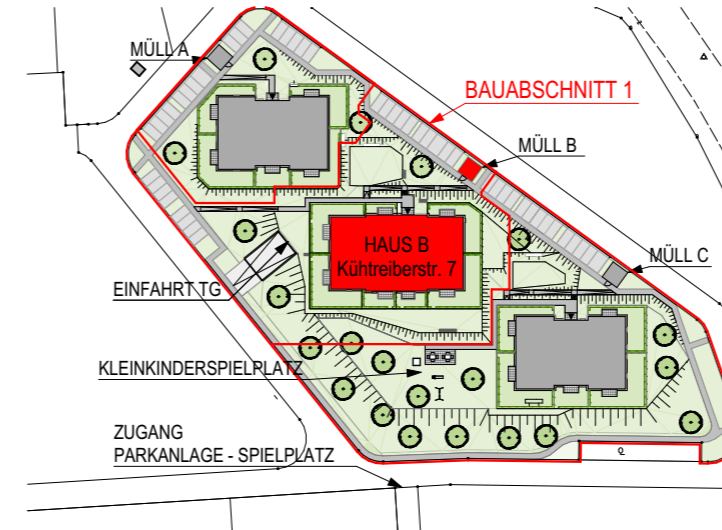 MÜLL A
BAUABSCHNITT 1
MÜLL B
HAUS B
Kühtreiberstr. 7
MÜLL C
EINFAHRT TG
KLEINKINDERSPIELPLATZ
ZUGANG
PARKANLAGE - SPIELPLATZ